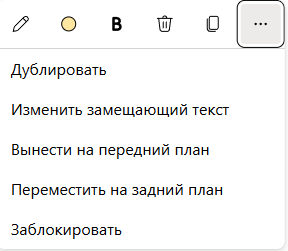 B
Дублировать
Изменить замещающий текст
Вынести на передний план
Переместить на задний план
Заблокировать